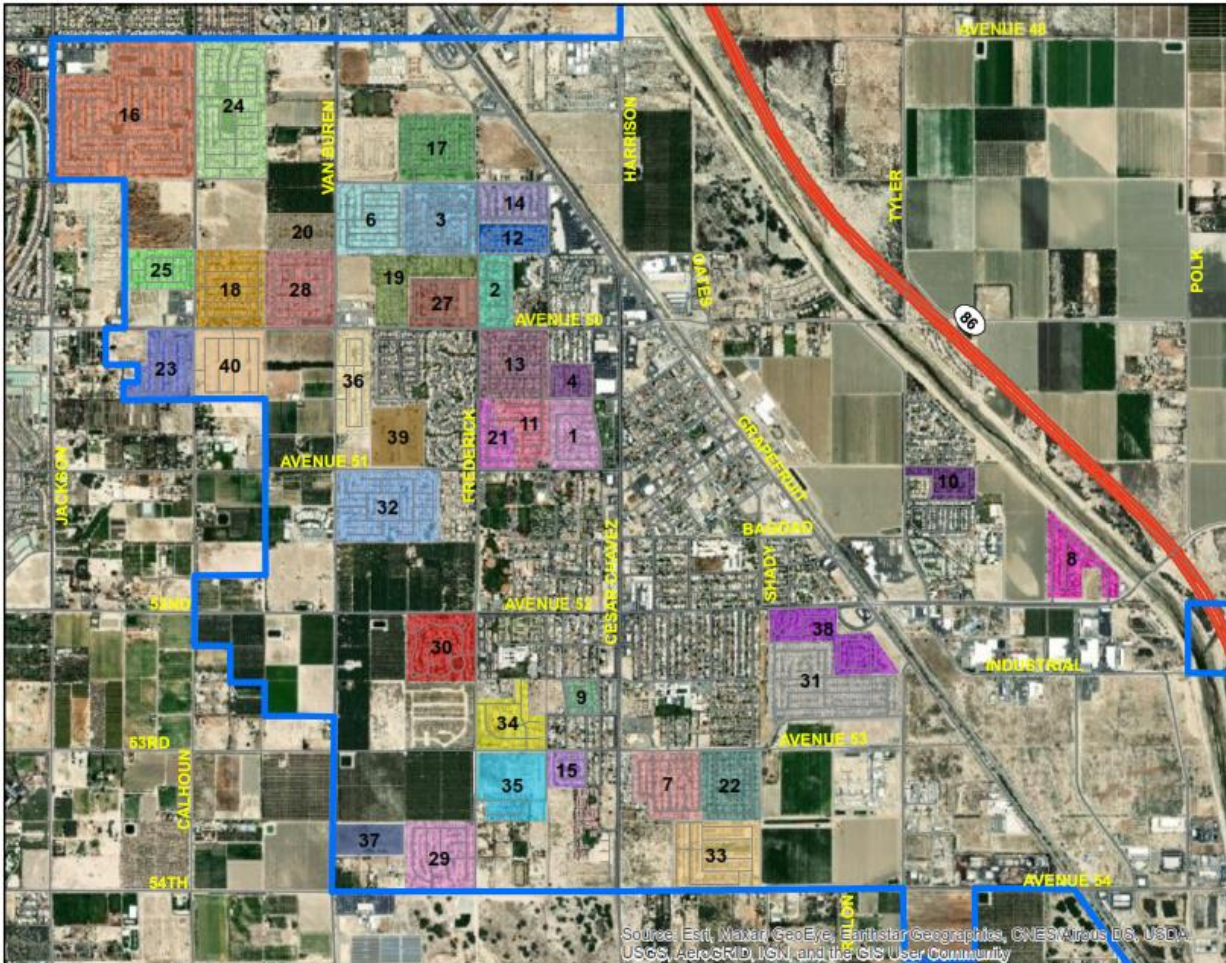 AVENUE 48
16
24
VAN BUREN
17
HARRISON
TYLER
POLK
6
3
14
12
20
25
18
28
19
27
2
OATES
AVENUE 50
86
23
40
36
13
4
39
FREDERICK
21
11
1
AVENUE 51
GRAPEFRUIT
JACKSON
32
10
BAGDAD
8
CESAR CHAVEZ
SHADY
52ND
AVENUE 52
30
38
INDUSTRIAL
31
9
34
53RD
AVENUE 53
CALHOUN
35
15
7
22
37
29
33
54TH
AVENUE 54
Source: Esri, Maxar, GeoEye, Earthstar Geographics, CNES/Airbus DS, USDA,
USGS, AeroGRID, IGN, and the GIS User Community